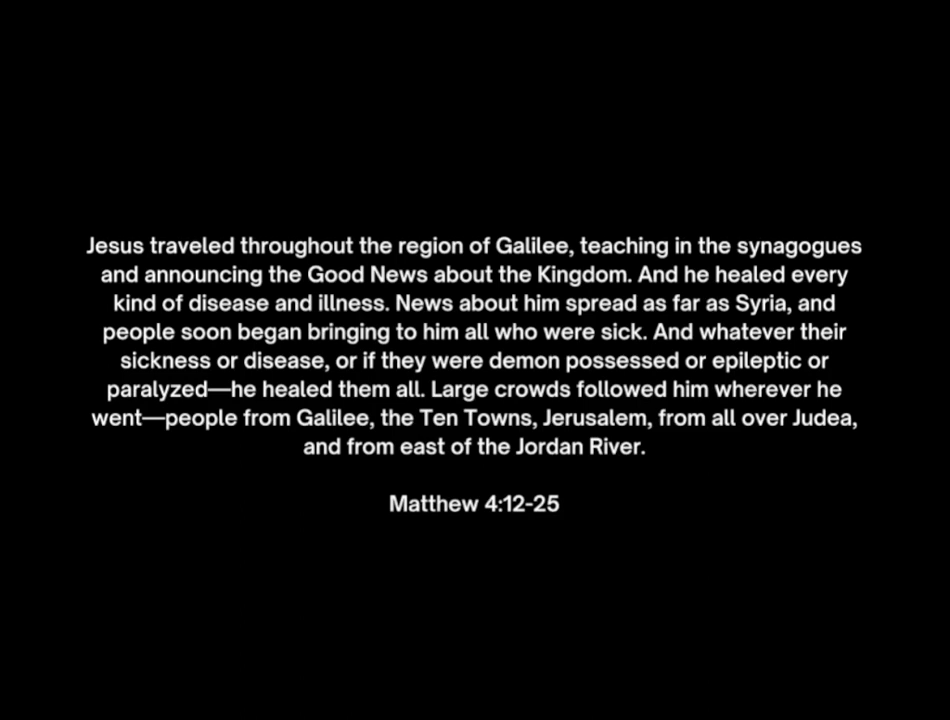 Jesus traveled throughout the region of Galilee, teaching in the synagogues
and announcing the Good News about the Kingdom. And he healed every
kind of disease and illness. News about him spread as far as Syria, and
people soon began bringing to him all who were sick. And whatever their
sickness or disease, or if they were demon possessed or epileptic or
paralyzed—he healed them all. Large crowds followed him wherever he
went—people from Galilee, the Ten Towns, Jerusalem, from all over Judea,
and from east of the Jordan River.
Matthew 4:12-25